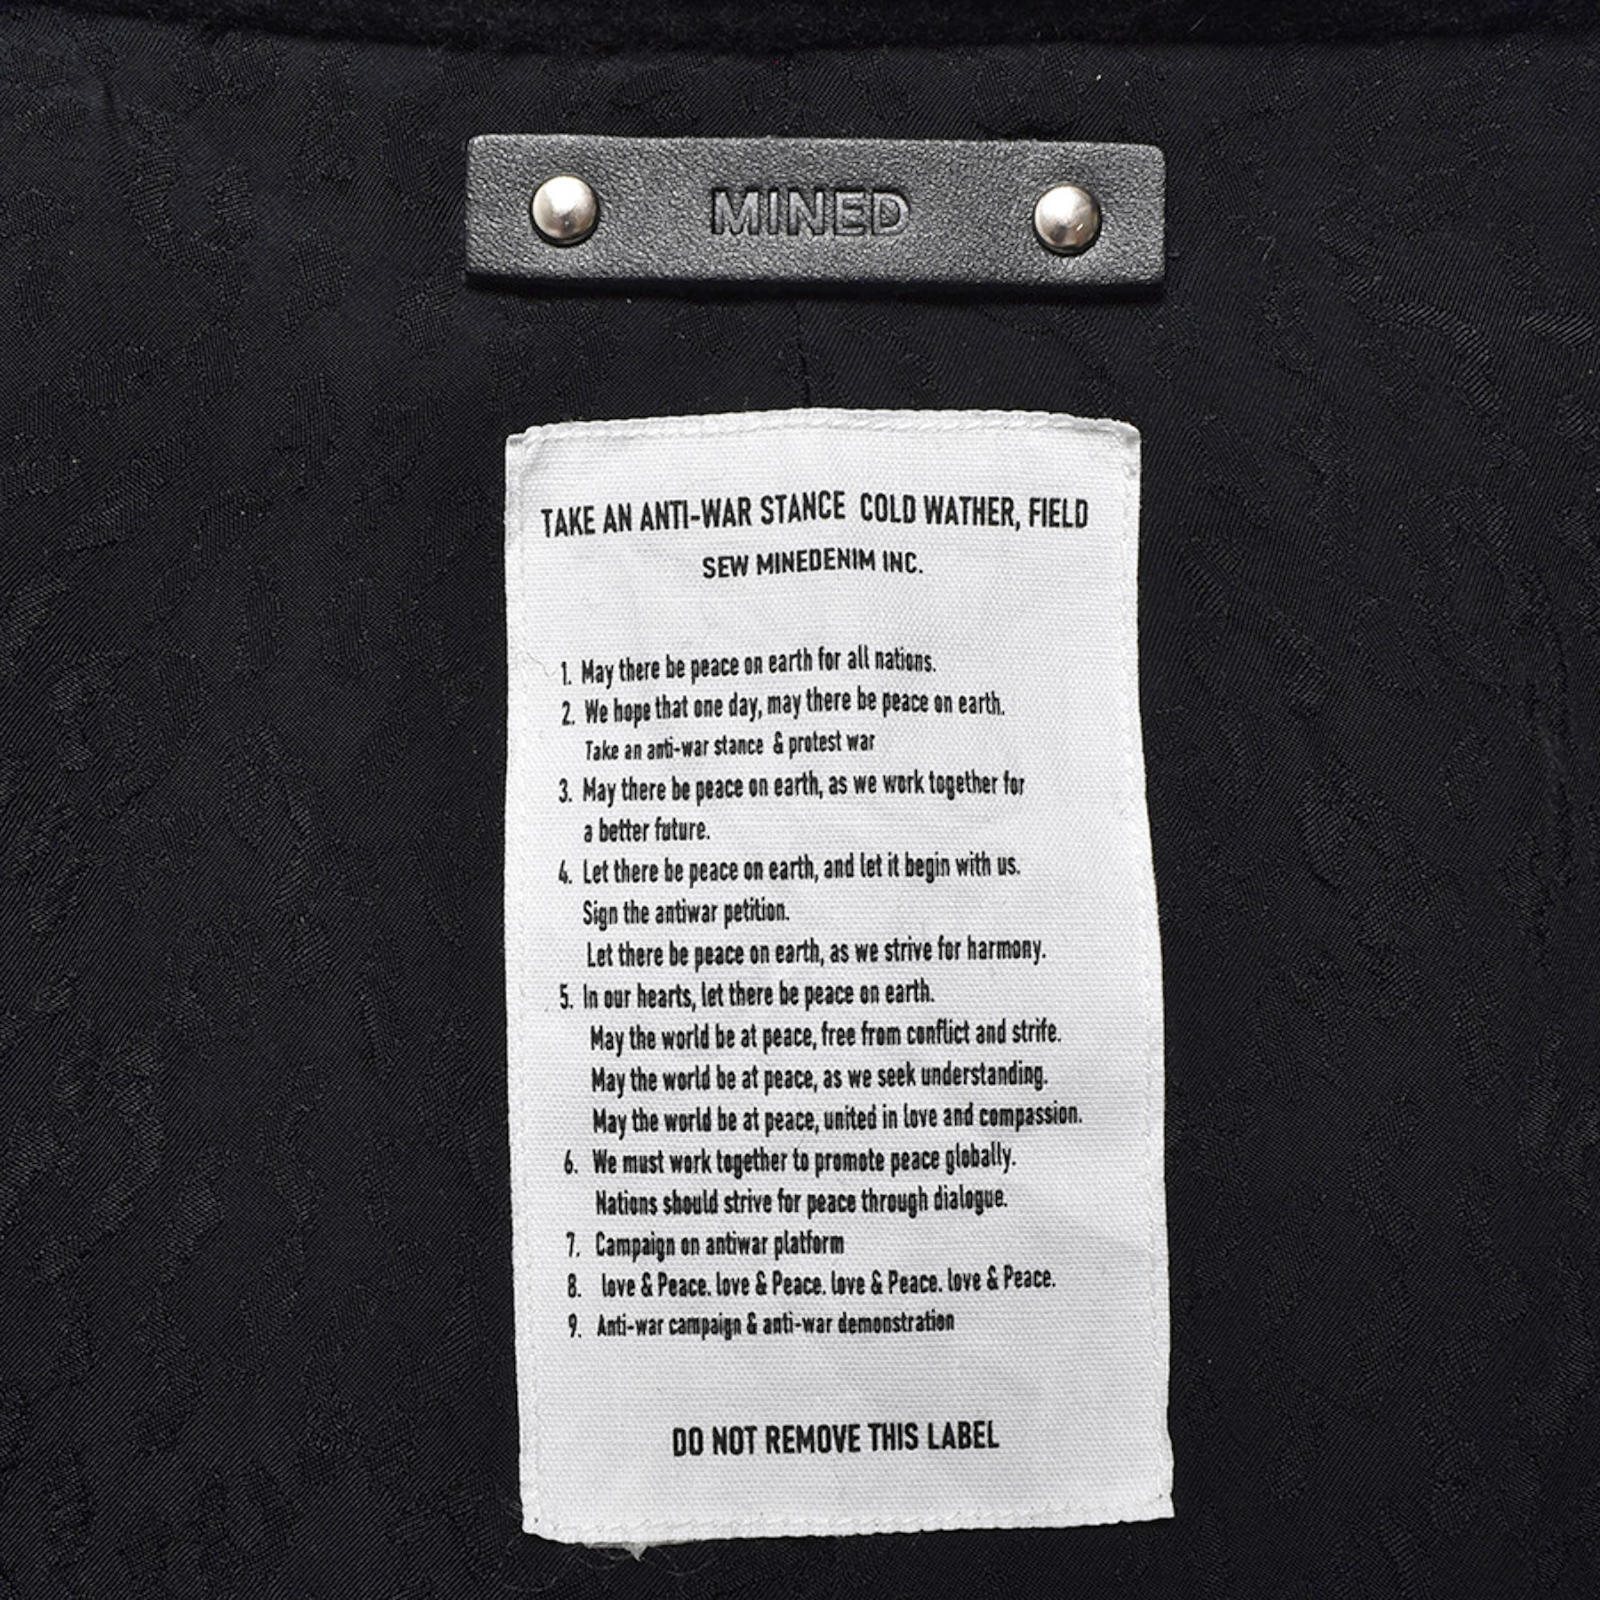 MINED
TAKE AN ANTI-WAR STANCE COLD WATHER, FIELD
SEW MINEDENIM INC.
1. May there be peace on earth for all nations.
2. We hope that one day, may there be peace on earth.
Take an anti-war stance & protest war
3. May there be peace on earth, as we work together for
a better future.
4. Let there be peace on earth, and let it begin with us.
Sign the antiwar petition.
Let there be peace on earth, as we strive for harmony.
5. In our hearts, let there be peace on earth.
May the world be at peace, free from conflict and strife.
May the world be at peace, as we seek understanding.
May the world be at peace, united in love and compassion.
6. We must work together to promote peace globally.
Nations should strive for peace through dialogue.
7. Campaign on antiwar platform
8. love & Peace. love & Peace. love & Peace. love & Peace.
9. Anti-war campaign & anti-war demonstration
DO NOT REMOVE THIS LABEL